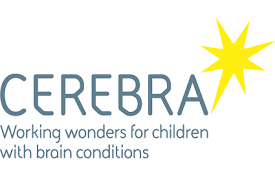 CEREBRA
Working wonders for children
with brain conditions